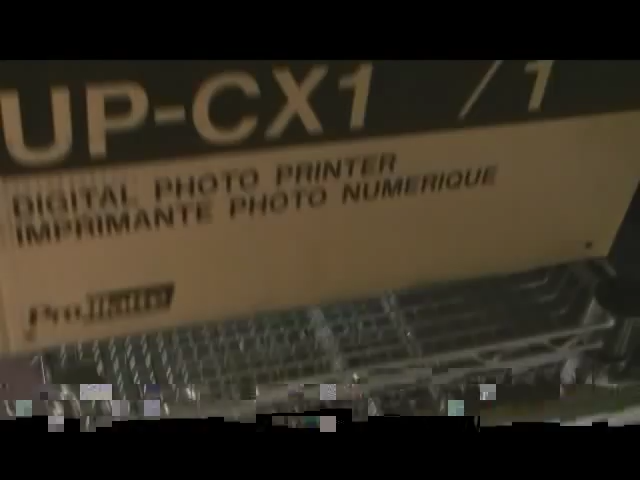 UP-CX1 /1
DIGITAL PHOTO PRINTER
IMPRIMANTE PHOTO NUMERIQUE